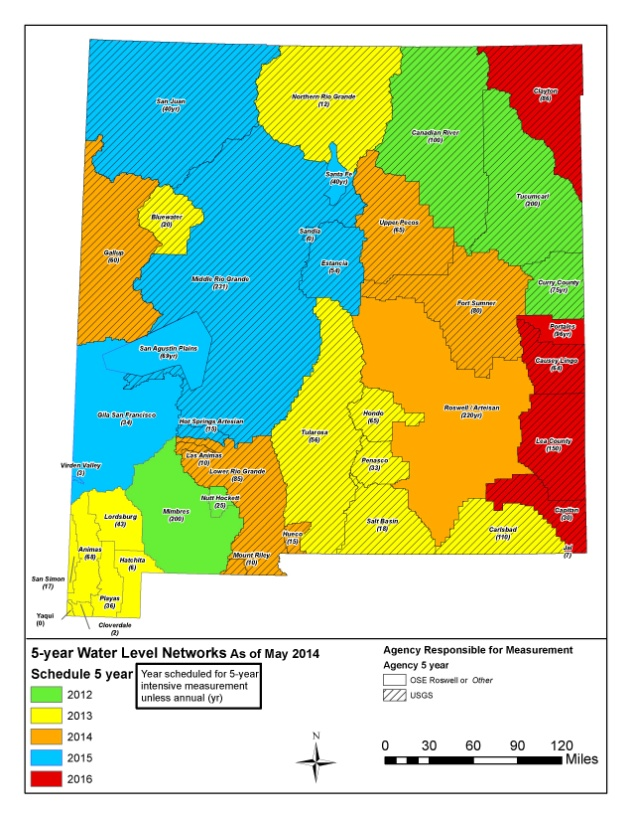 San Juan
(40yr)
Northern Rio Grande
(12)
Clayton
Canadian River
(100)
Santa Fe
(40yr)
Tucumcari
(200)
Bluewater
(20)
Upper Pecos
(65)
Sandia
(6)
Gallup
(60)
Estancia
(54)
Middle Rio Grande
(221)
Curry County
(75yr)
Fort Sumner
(80)
Portales
San Agustin Plains
(69yr)
Causey Lingo
Gila San Francisco
(34)
Hot Springs Artesian
(15)
Hondo
(65)
Roswell / Artesian
(220yr)
Tularosa
(56)
Lea County
(150)
Las Animas
(10)
Penasco
(33)
Virden Valley
(3)
Lower Rio Grande
(85)
Nutt Hockett
(25)
Mimbres
(200)
Lordsburg
(43)
Salt Basin
(18)
Capitan
(30)
Carlsbad
(110)
Hueco
(15)
Animas
(68)
Jal
(7)
Hatchita
(6)
Mount Riley
(10)
San Simon
(17)
Playas
(36)
Yaqui
(0)
Cloverdale
(2)
5-year Water Level Networks As of May 2014
Schedule 5 year
Year scheduled for 5-year
intensive measurement
unless annual (yr)
2012
2013
2014
2015
2016
Agency Responsible for Measurement
Agency 5 year
OSE Roswell or Other
USGS
N
0 30 60 90 120
Miles